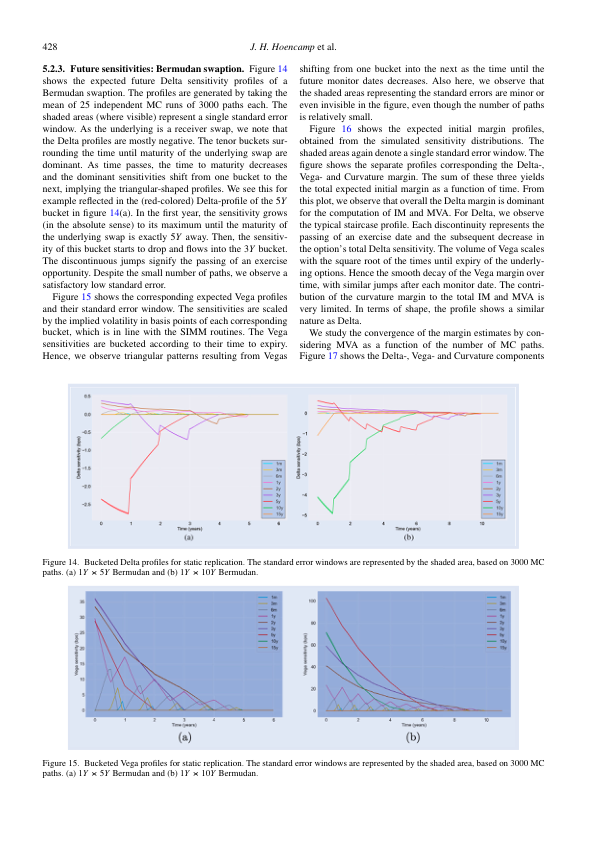 428
J. H. Hoencamp et al.
5.2.3. Future sensitivities: Bermudan swaption. Figure 14
shows the expected future Delta sensitivity profiles of a
Bermudan swaption. The profiles are generated by taking the
mean of 25 independent MC runs of 3000 paths each. The
shaded areas (where visible) represent a single standard error
window. As the underlying is a receiver swap, we note that
the Delta profiles are mostly negative. The tenor buckets sur-
rounding the time until maturity of the underlying swap are
dominant. As time passes, the time to maturity decreases
and the dominant sensitivities shift from one bucket to the
next, implying the triangular-shaped profiles. We see this for
example reflected in the (red-colored) Delta-profile of the 5Y
bucket in figure 14(a). In the first year, the sensitivity grows
(in the absolute sense) to its maximum until the maturity of
the underlying swap is exactly 5Y away. Then, the sensitiv-
ity of this bucket starts to drop and flows into the 3Y bucket.
The discontinuous jumps signify the passing of an exercise
opportunity. Despite the small number of paths, we observe a
satisfactory low standard error.
Figure 15 shows the corresponding expected Vega profiles
and their standard error window. The sensitivities are scaled
by the implied volatility in basis points of each corresponding
bucket, which is in line with the SIMM routines. The Vega
sensitivities are bucketed according to their time to expiry.
Hence, we observe triangular patterns resulting from Vegas
shifting from one bucket into the next as the time until the
future monitor dates decreases. Also here, we observe that
the shaded areas representing the standard errors are minor or
even invisible in the figure, even though the number of paths
is relatively small.
Figure 16 shows the expected initial margin profiles,
obtained from the simulated sensitivity distributions. The
shaded areas again denote a single standard error window. The
figure shows the separate profiles corresponding the Delta-,
Vega- and Curvature margin. The sum of these three yields
the total expected initial margin as a function of time. From
this plot, we observe that overall the Delta margin is dominant
for the computation of IM and MVA. For Delta, we observe
the typical staircase profile. Each discontinuity represents the
passing of an exercise date and the subsequent decrease in
the option's total Delta sensitivity. The volume of Vega scales
with the square root of the times until expiry of the underly-
ing options. Hence the smooth decay of the Vega margin over
time, with similar jumps after each monitor date. The contri-
bution of the curvature margin to the total IM and MVA is
very limited. In terms of shape, the profile shows a similar
nature as Delta.
We study the convergence of the margin estimates by con-
sidering MVA as a function of the number of MC paths.
Figure 17 shows the Delta-, Vega- and Curvature components
Delta sensitivity (bps)
0.5
0.0
−0.5
−1.0
−1.5
−2.0
−2.5
0 1 2 3 4 5 6
Time (years)
1m
3m
6m
1y
2y
3y
5y
10y
15y
(a)
Delta sensitivity (bps)
0
−1
−2
−3
−4
−5
0 2 4 6 8 10
Time (years)
1m
3m
6m
1y
2y
3y
5y
10y
15y
(b)
Figure 14. Bucketed Delta profiles for static replication. The standard error windows are represented by the shaded area, based on 3000 MC
paths. (a) 1Y × 5Y Bermudan and (b) 1Y × 10Y Bermudan.
Vega sensitivity (bps)
35
30
25
20
15
10
5
0
0 1 2 3 4 5 6
Time (years)
1m
3m
6m
1y
2y
3y
5y
10y
15y
(a)
Vega sensitivity (bps)
100
80
60
40
20
0
0 2 4 6 8 10
Time (years)
1m
3m
6m
1y
2y
3y
5y
10y
15y
(b)
Figure 15. Bucketed Vega profiles for static replication. The standard error windows are represented by the shaded area, based on 3000 MC
paths. (a) 1Y × 5Y Bermudan and (b) 1Y × 10Y Bermudan.